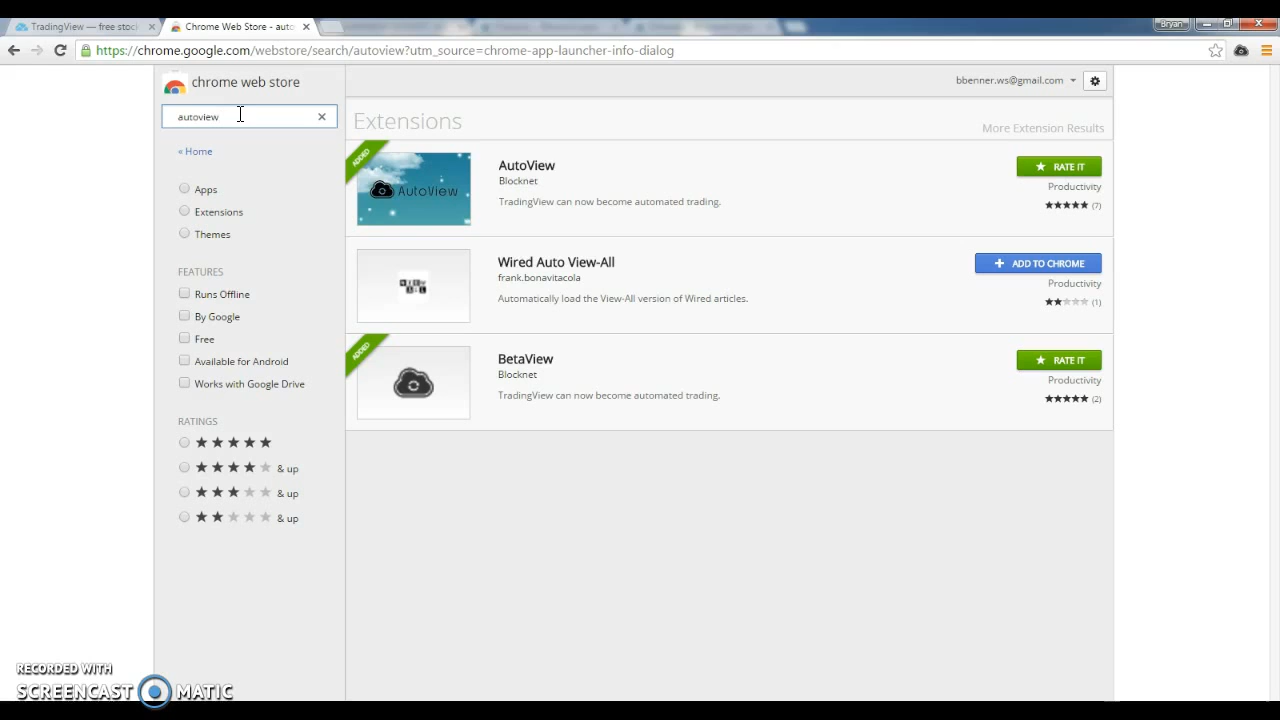 TradingView — free stoc
Chrome Web Store - auto
Bryan
https://chrome.google.com/webstore/search/autoview?utm_source=chrome-app-launcher-info-dialog
chrome web store
bbenner.ws@gmail.com
autoview
Extensions
More Extension Results
« Home
Apps
Extensions
Themes
FEATURES
Runs Offline
By Google
Free
Available for Android
Works with Google Drive
RATINGS
& up
& up
& up
ADDED
AutoView
AutoView
Blocknet
TradingView can now become automated trading.
RATE IT
Productivity
(7)
Wired Auto View-All
frank.bonavitacola
Automatically load the View-All version of Wired articles.
ADD TO CHROME
Productivity
(1)
ADDED
BetaView
Blocknet
TradingView can now become automated trading.
RATE IT
Productivity
(2)
RECORDED WITH
SCREENCAST MATIC